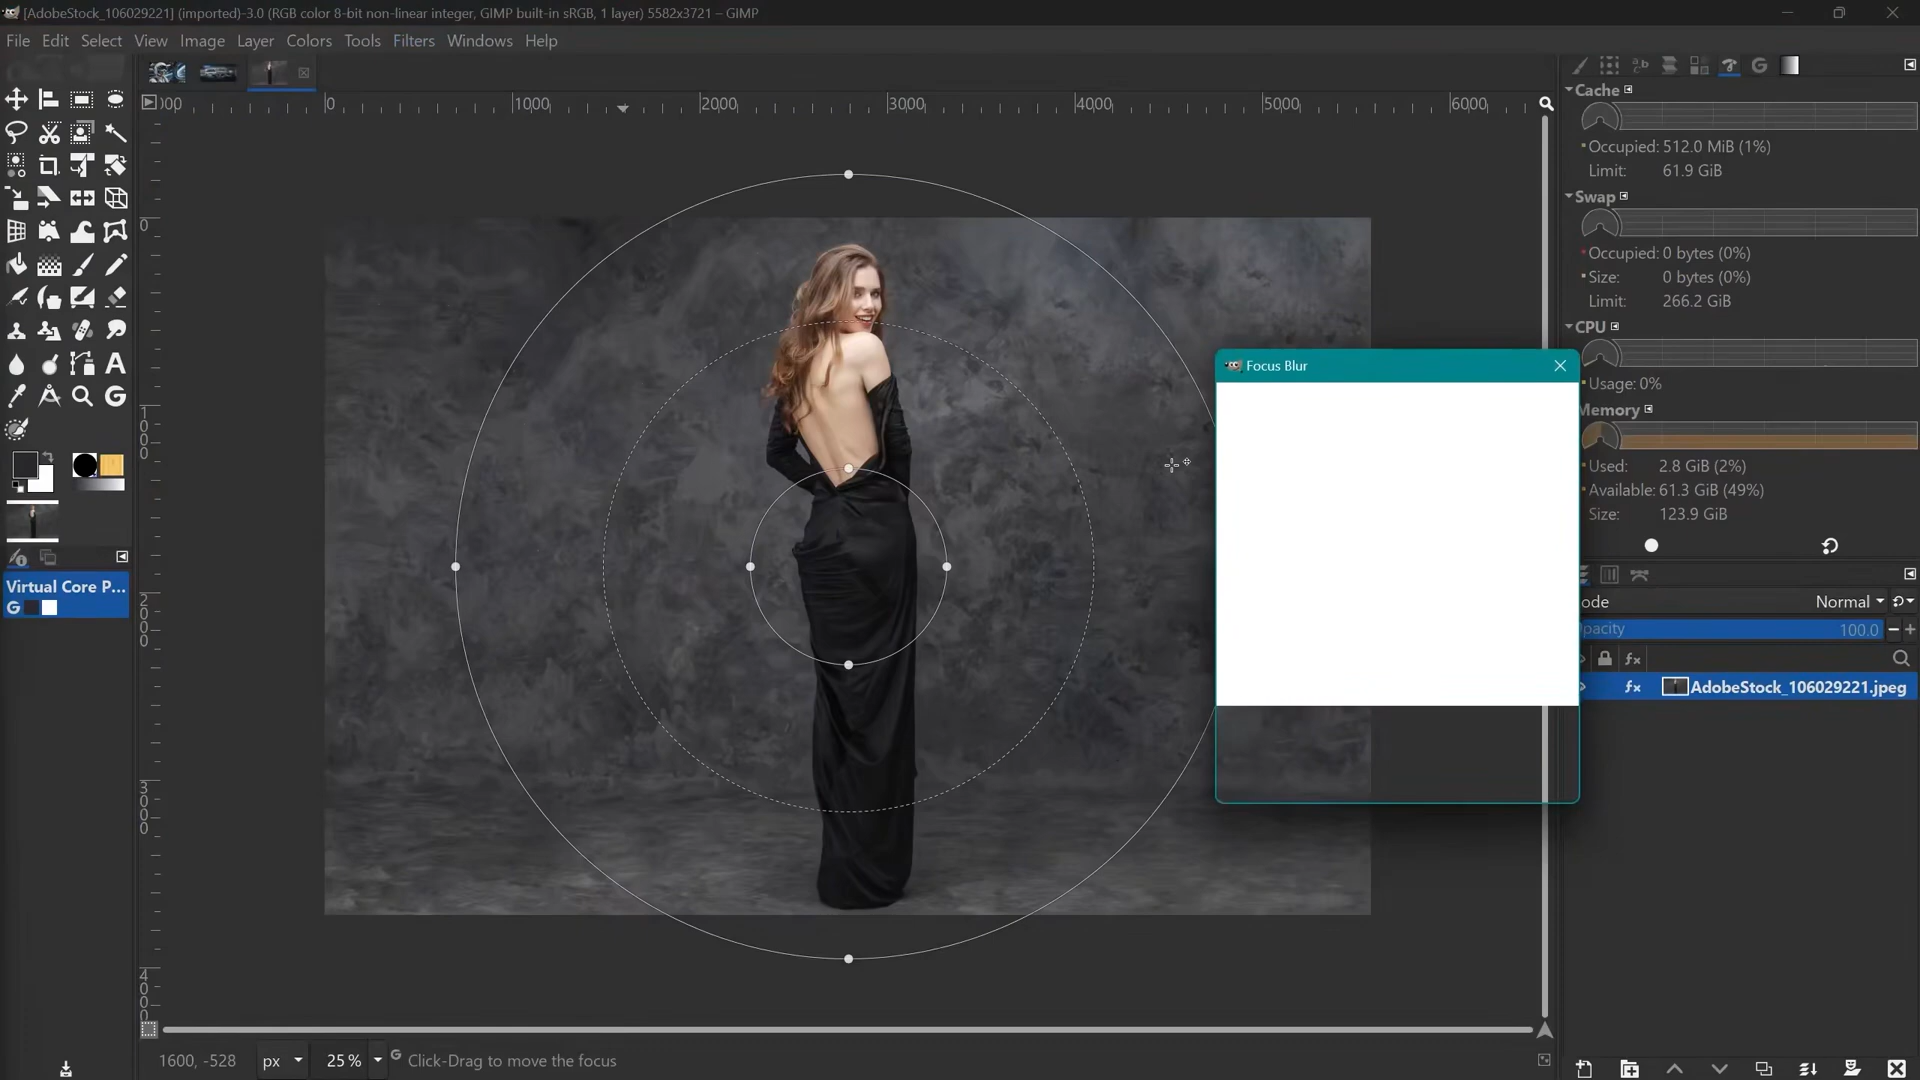 [AdobeStock_106029221] (imported)-3.0 (RGB color 8-bit non-linear integer, GIMP built-in sRGB, 1 layer) 5582x3721 – GIMP
File Edit Select View Image Layer Colors Tools Filters Windows Help
0 1000 2000 3000 4000 5000 6000
Cache
Occupied: 512.0 MiB (1%)
Limit: 61.9 GiB
Swap
Occupied: 0 bytes (0%)
Size: 0 bytes (0%)
Limit: 266.2 GiB
CPU
Usage: 0%
Memory
Used: 2.8 GiB (2%)
Available: 61.3 GiB (49%)
Size: 123.9 GiB
Focus Blur
0
1000
2000
3000
4000
Virtual Core P...
ode Normal
pacity 100.0
fx
fx AdobeStock_106029221.jpeg
1600, -528 px 25 % Click-Drag to move the focus